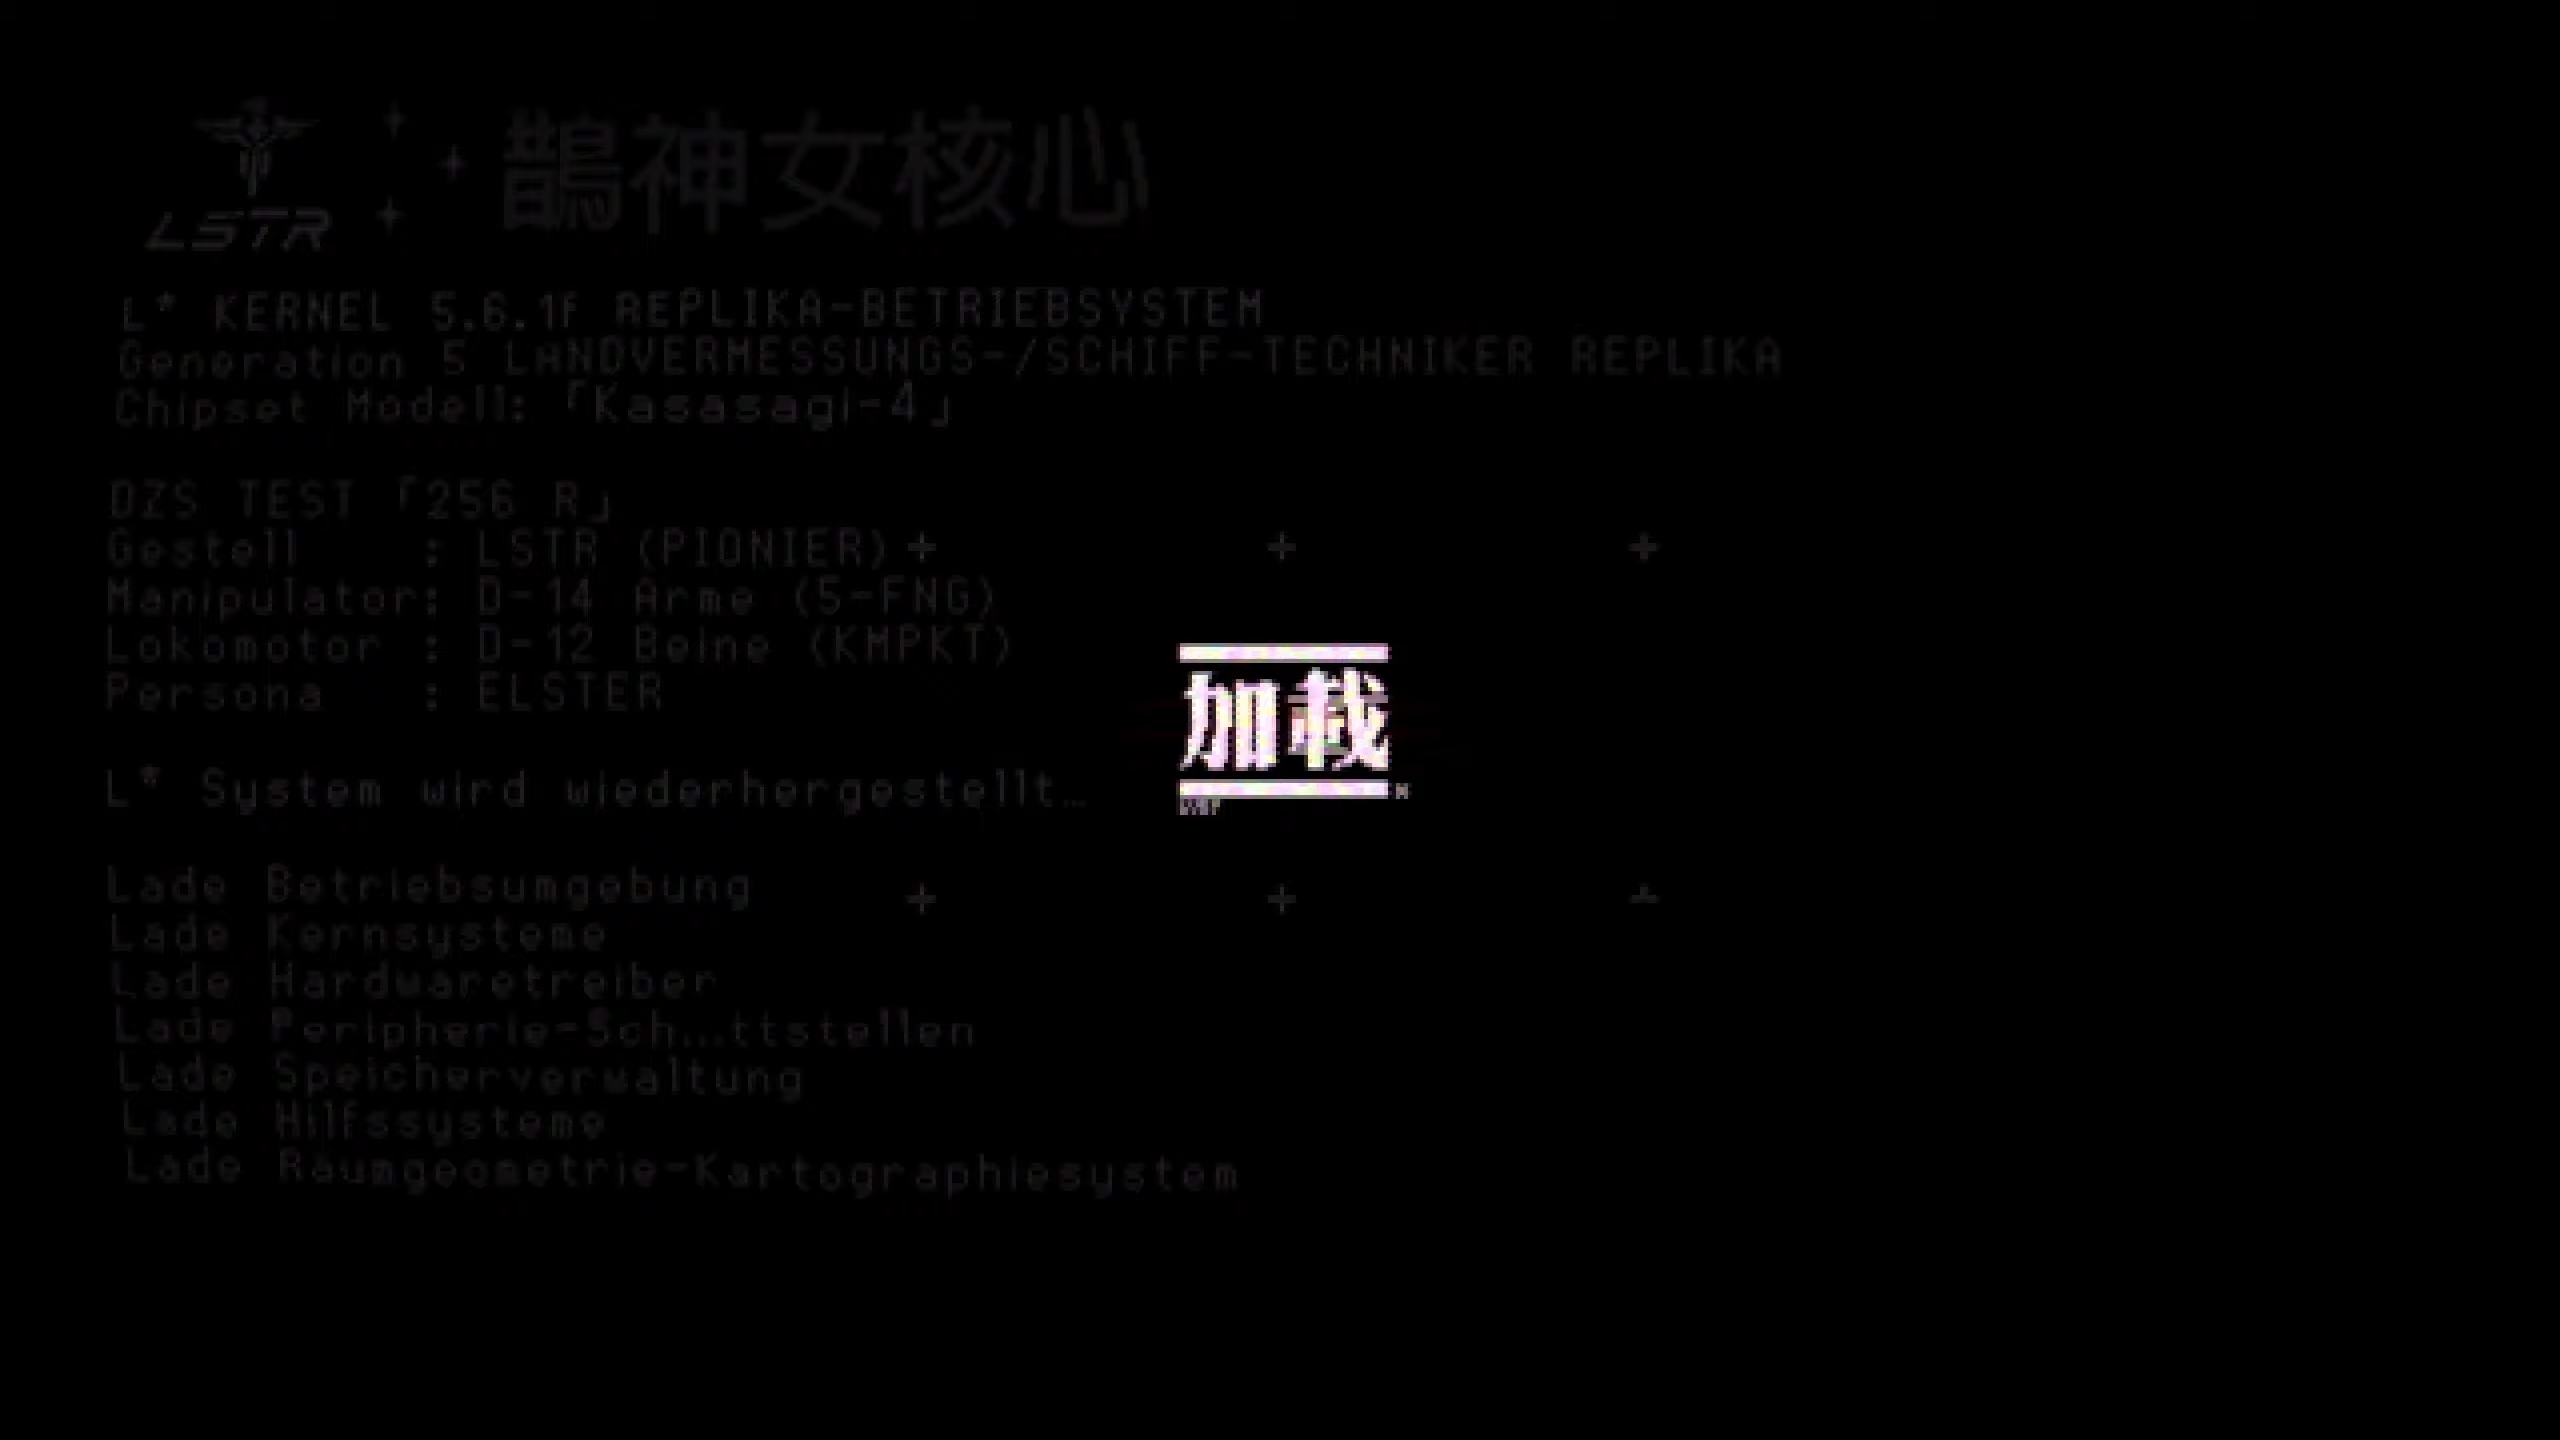 LSTR
鵲神女核心
L* KERNEL 5.6.1f REPLIKA-BETRIEBSYSTEM
Generation 5 LANDVERMESSUNGS-/SCHIFF-TECHNIKER REPLIKA
Chipset Modell: 「Kasasagi-4」
DZS TEST 「256 R」
Gestell : LSTR (PIONIER)
Manipulator: D-14 Arme (5-FNG)
Lokomotor : D-12 Beine (KMPKT)
Persona : ELSTER
加载
L* System wird wiederhergestellt…
Lade Betriebsumgebung
Lade Kernsysteme
Lade Hardwaretreiber
Lade Peripherie-Sch...ttstellen
Lade Speicherverwaltung
Lade Hilfssysteme
Lade Raumgeometrie-Kartographiesystem